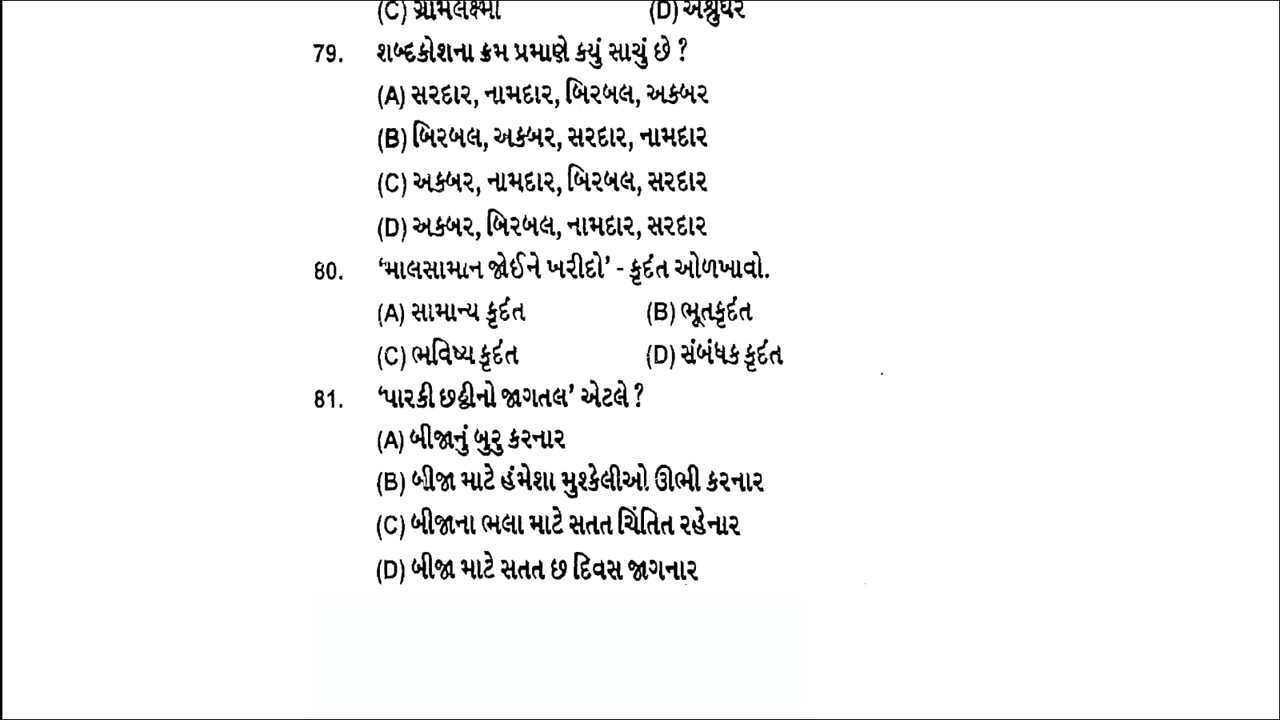 (C) ગ્રામલક્ષ્મી (D) અશ્રુઘર
79. શબ્દકોશના ક્રમ પ્રમાણે કયું સાચું છે ?
(A) સરદાર, નામદાર, બિરબલ, અકબર
(B) બિરબલ, અકબર, સરદાર, નામદાર
(C) અકબર, નામદાર, બિરબલ, સરદાર
(D) અકબર, બિરબલ, નામદાર, સરદાર
80. ‘માલસામાન જોઈને ખરીદો’ - કૃર્દંત ઓળખાવો.
(A) સામાન્ય કૃર્દંત (B) ભૂતકૃર્દંત
(C) ભવિષ્ય કૃર્દંત (D) સંબંધક કૃર્દંત
81. ‘પારકી છઠ્ઠીનો જાગતલ’ એટલે ?
(A) બીજાનું બુરુ કરનાર
(B) બીજા માટે હંમેશા મુશ્કેલીઓ ઊભી કરનાર
(C) બીજાના ભલા માટે સતત ચિંતિત રહેનાર
(D) બીજા માટે સતત છ દિવસ જાગનાર